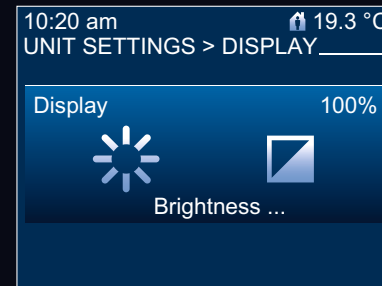 10:20 am 19.3 °C
UNIT SETTINGS > DISPLAY
Display 100%
Brightness ...